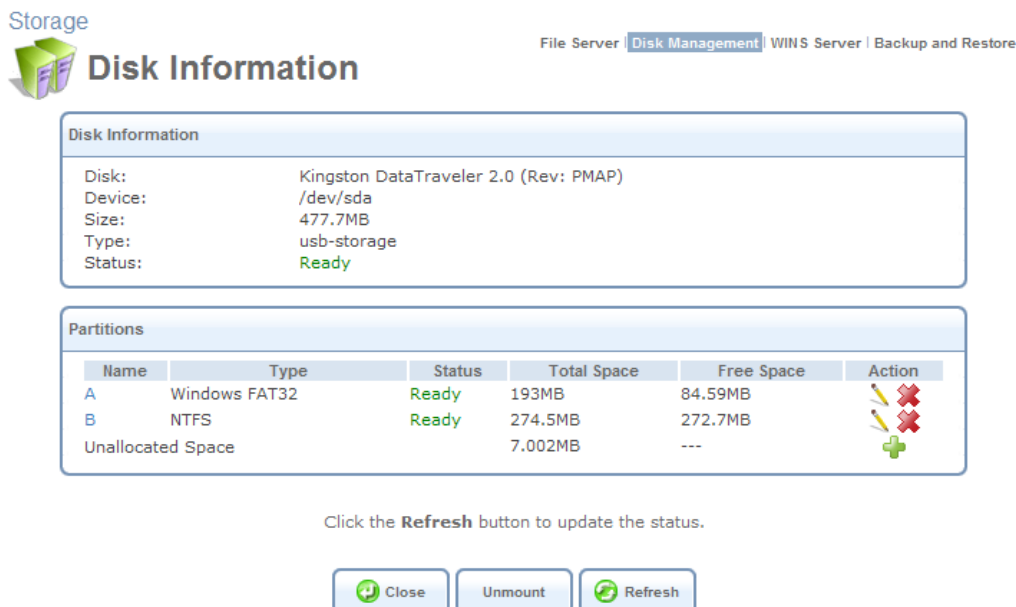 Storage
File Server | Disk Management | WINS Server | Backup and Restore
Disk Information
Disk Information
Disk: Kingston DataTraveler 2.0 (Rev: PMAP)
Device: /dev/sda
Size: 477.7MB
Type: usb-storage
Status: Ready
Partitions
Name Type Status Total Space Free Space Action
A Windows FAT32 Ready 193MB 84.59MB
B NTFS Ready 274.5MB 272.7MB
Unallocated Space 7.002MB ---
Click the Refresh button to update the status.
Close Unmount Refresh